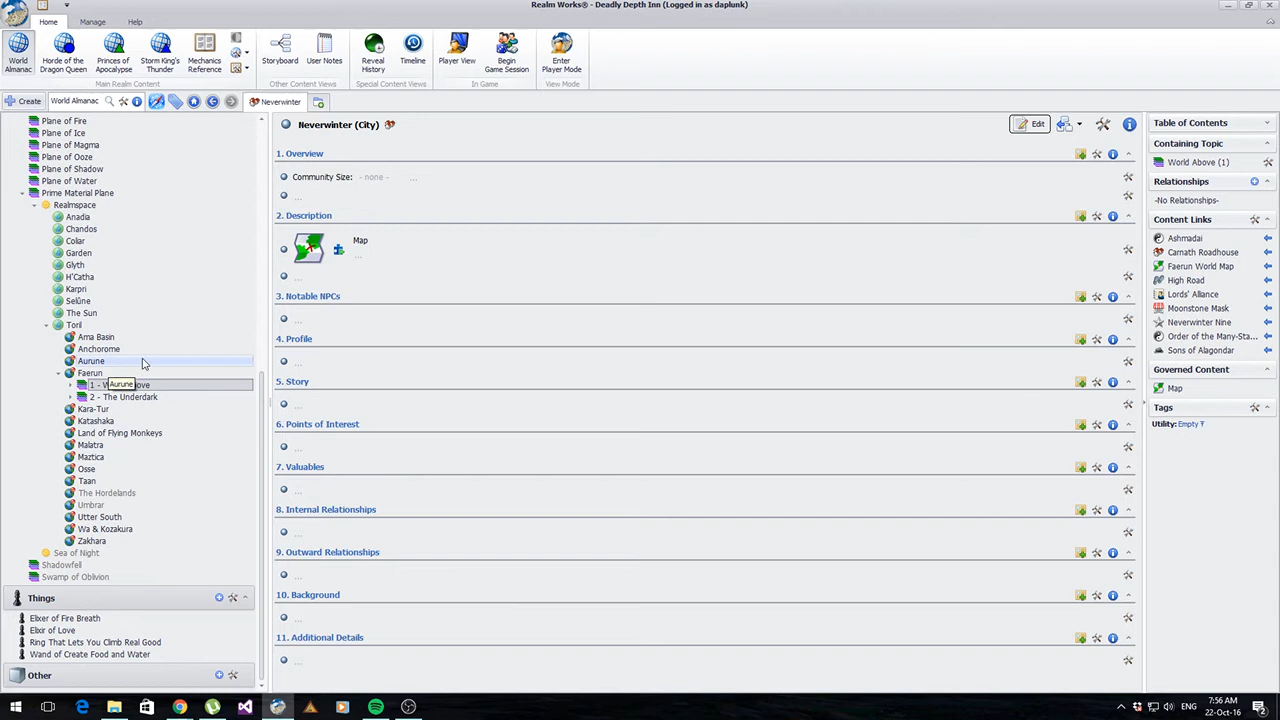 Realm Works® - Deadly Depth Inn (Logged in as daplunk)
Home
Manage
Help
World Almanac
Horde of the Dragon Queen
Princes of Apocalypse
Storm King's Thunder
Mechanics Reference
Storyboard
User Notes
Reveal History
Timeline
Player View
Begin Game Session
Enter Player Mode
Main Realm Content
Other Content Views
Special Content Views
In Game
View Mode
Create
World Almanac
Neverwinter
Plane of Fire
Plane of Ice
Plane of Magma
Plane of Ooze
Plane of Shadow
Plane of Water
Prime Material Plane
Realmspace
Anadia
Chandos
Coliar
Garden
Glyth
H'Catha
Karpri
Selûne
The Sun
Toril
Ama Basin
Anchorome
Aurune
Faerun
1 - W
Aurune
ove
2 - The Underdark
Kara-Tur
Katashaka
Land of Flying Monkeys
Malatra
Maztica
Osse
Taan
The Hordelands
Umbrar
Utter South
Wa & Kozakura
Zakhara
Sea of Night
Shadowfell
Swamp of Oblivion
Things
Elixer of Fire Breath
Elixir of Love
Ring That Lets You Climb Real Good
Wand of Create Food and Water
Other
Neverwinter (City)
Edit
1. Overview
Community Size: - none - ...
...
2. Description
Map
...
...
3. Notable NPCs
...
4. Profile
...
5. Story
...
6. Points of Interest
...
7. Valuables
...
8. Internal Relationships
...
9. Outward Relationships
...
10. Background
...
11. Additional Details
...
Table of Contents
Containing Topic
World Above (1)
Relationships
-No Relationships-
Content Links
Ashmadai
Carnath Roadhouse
Faerun World Map
High Road
Lords' Alliance
Moonstone Mask
Neverwinter Nine
Order of the Many-Sta...
Sons of Alagondar
Governed Content
Map
Tags
Utility: Empty
ENG
7:56 AM
22-Oct-16
2